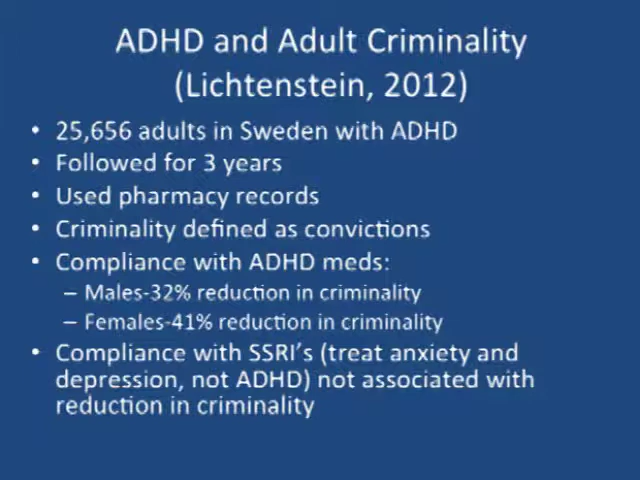 ADHD and Adult Criminality
(Lichtenstein, 2012)
• 25,656 adults in Sweden with ADHD
• Followed for 3 years
• Used pharmacy records
• Criminality defined as convictions
• Compliance with ADHD meds:
– Males-32% reduction in criminality
– Females-41% reduction in criminality
• Compliance with SSRI's (treat anxiety and
depression, not ADHD) not associated with
reduction in criminality